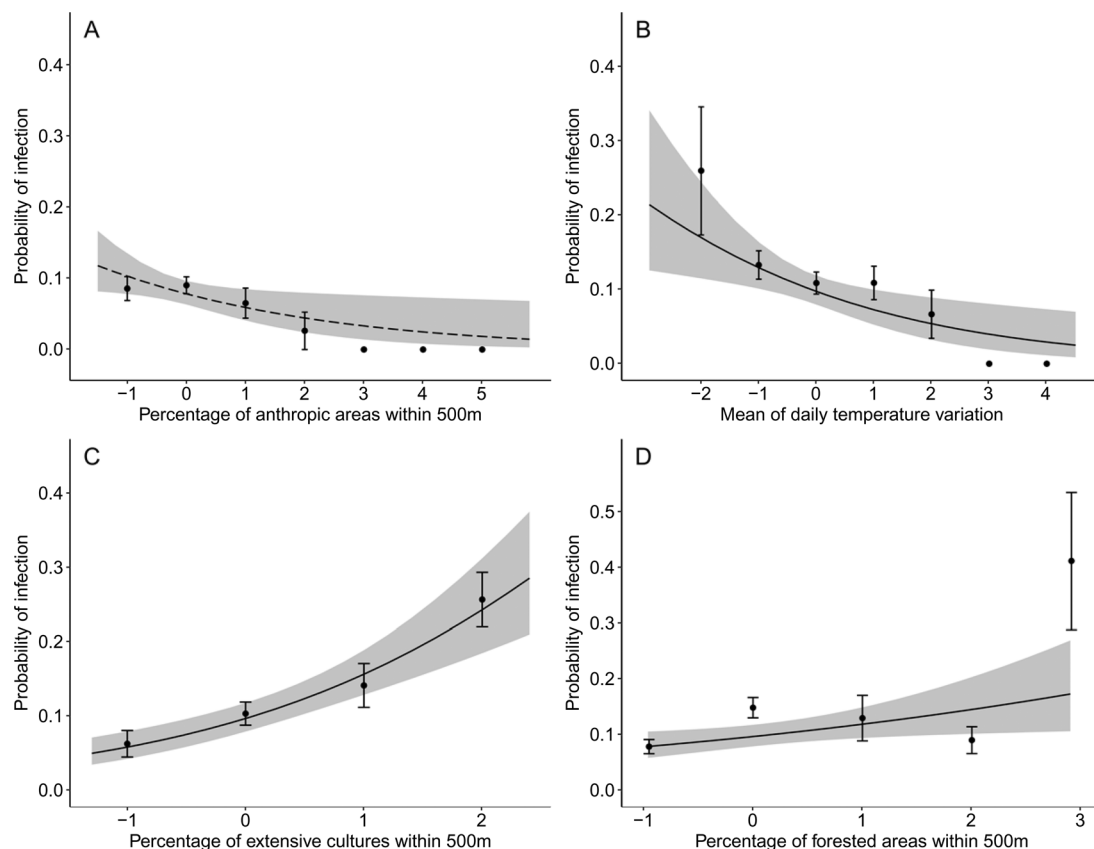 A
Probability of infection
0.4
0.3
0.2
0.1
0.0
−1 0 1 2 3 4 5
Percentage of anthropic areas within 500m
B
Probability of infection
0.4
0.3
0.2
0.1
0.0
−2 −1 0 1 2 3 4
Mean of daily temperature variation
C
Probability of infection
0.4
0.3
0.2
0.1
0.0
−1 0 1 2
Percentage of extensive cultures within 500m
D
Probability of infection
0.5
0.4
0.3
0.2
0.1
0.0
−1 0 1 2 3
Percentage of forested areas within 500m